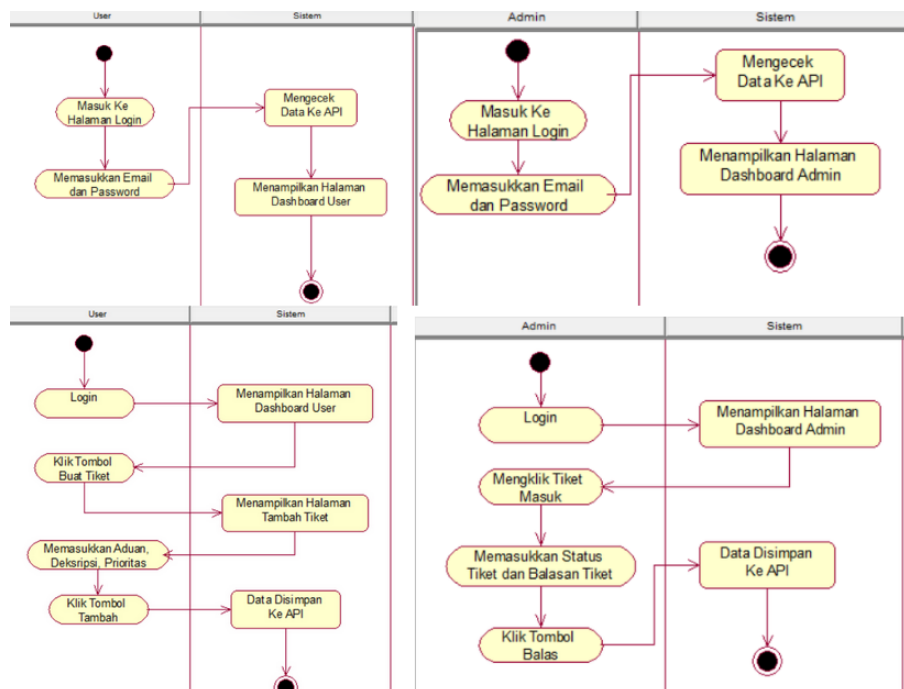 User
Sistem
Masuk Ke
Halaman Login
Memasukkan Email
dan Password
Mengecek
Data Ke API
Menampilkan Halaman
Dashboard User
Admin
Sistem
Masuk Ke
Halaman Login
Memasukkan Email
dan Password
Mengecek
Data Ke API
Menampilkan Halaman
Dashboard Admin
User
Sistem
Login
Menampilkan Halaman
Dashboard User
Klik Tombol
Buat Tiket
Menampilkan Halaman
Tambah Tiket
Memasukkan Aduan,
Deksripsi, Prioritas
Klik Tombol
Tambah
Data Disimpan
Ke API
Admin
Sistem
Login
Menampilkan Halaman
Dashboard Admin
Mengklik Tiket
Masuk
Memasukkan Status
Tiket dan Balasan Tiket
Klik Tombol
Balas
Data Disimpan
Ke API